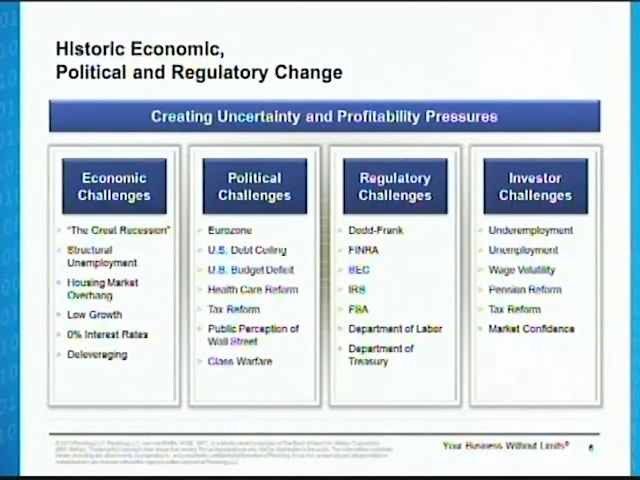 Historic Economic,
Political and Regulatory Change
Creating Uncertainty and Profitability Pressures
Economic
Challenges
"The Great Recession"
Structural
Unemployment
Housing Market
Overhang
Low Growth
0% Interest Rates
Deleveraging
Political
Challenges
Eurozone
U.S. Debt Ceiling
U.S. Budget Deficit
Health Care Reform
Tax Reform
Public Perception of
Wall Street
Class Warfare
Regulatory
Challenges
Dodd-Frank
FINRA
SEC
IRS
FSA
Department of Labor
Department of
Treasury
Investor
Challenges
Underemployment
Unemployment
Wage Volatility
Pension Reform
Tax Reform
Market Confidence
Your Business Without Limits®